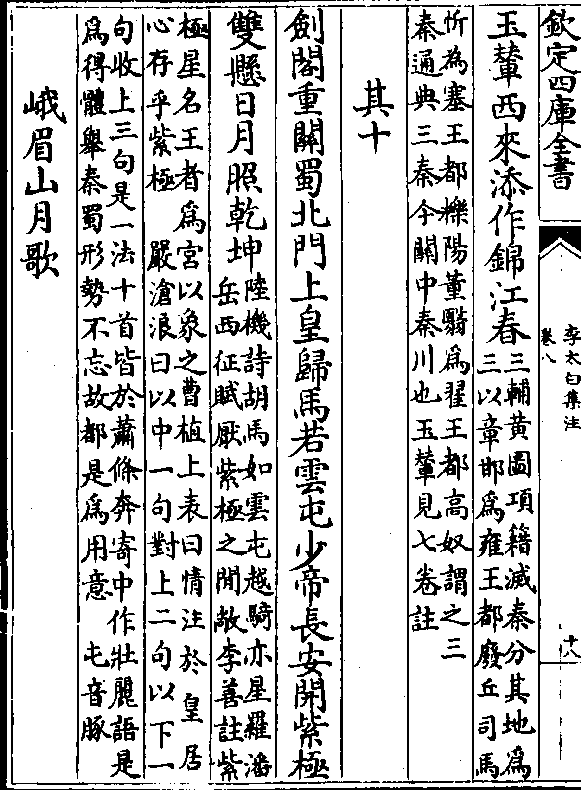 欽定四庫全書
李太白集注
卷八
十八
玉輦西來添作錦江春三輔黃圖項籍滅秦分其地為
三以章邯為雍王都廢丘司馬
忻為塞王都櫟陽董翳為翟王都高奴謂之三
秦通典三秦今關中秦川也玉輦見七卷註
其十
劍閣重關蜀北門上皇歸馬若雲屯少帝長安開紫極
雙懸日月照乾坤陸機詩胡馬如雲屯越騎亦星羅潘
岳西征賦厭紫極之閒敞李善註紫
極星名王者為宮以象之曹植上表曰情注於皇居
心存乎紫極 嚴滄浪曰以中一句對上二句以下一
句收上三句是一法十首皆於蕭條奔寄中作壯麗語是
為得體舉秦蜀形勢不忘故都是為用意 屯音豚
峨眉山月歌